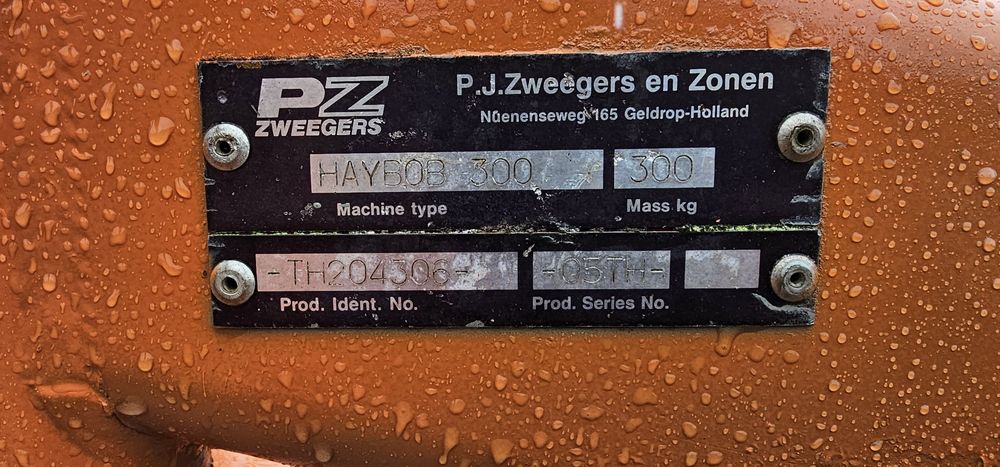 PZ
ZWEEGERS
P.J.Zweegers en Zonen
Nüenenseweg 165 Geldrop-Holland
HAYBOB 300
300
Machine type
Mass kg
-TH204306-
-05TH-
Prod. Ident. No.
Prod. Series No.